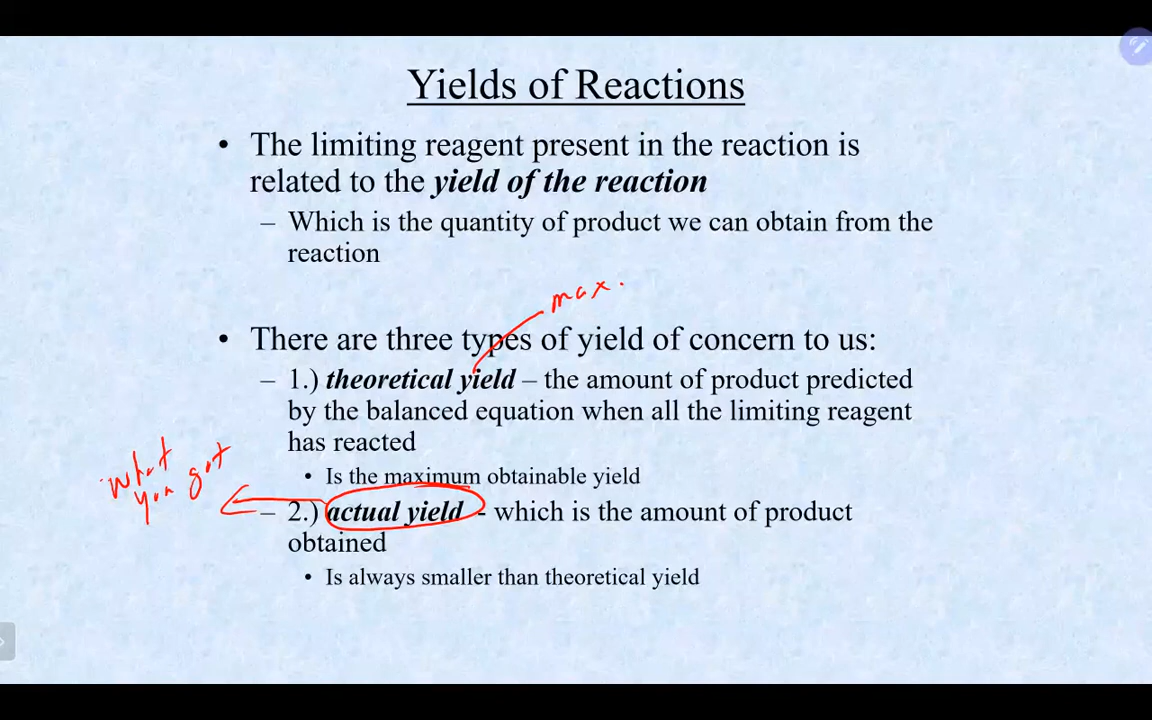 Yields of Reactions
• The limiting reagent present in the reaction is
related to the yield of the reaction
– Which is the quantity of product we can obtain from the
reaction
max.
• There are three types of yield of concern to us:
– 1.) theoretical yield – the amount of product predicted
by the balanced equation when all the limiting reagent
has reacted
• Is the maximum obtainable yield
what
you got
– 2.) actual yield - which is the amount of product
obtained
• Is always smaller than theoretical yield